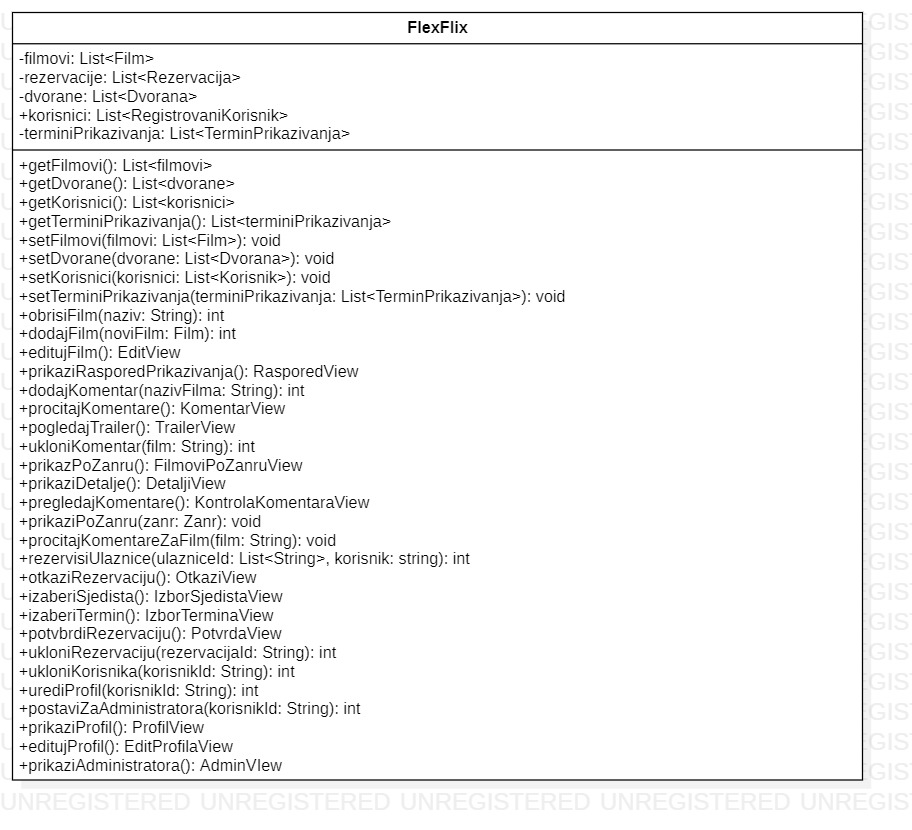 FlexFlix
-filmovi: List<Film>
-rezervacije: List<Rezervacija>
-dvorane: List<Dvorana>
+korisnici: List<RegistrovaniKorisnik>
-terminiPrikazivanja: List<TerminPrikazivanja>
+getFilmovi(): List<filmovi>
+getDvorane(): List<dvorane>
+getKorisnici(): List<korisnici>
+getTerminiPrikazivanja(): List<terminiPrikazivanja>
+setFilmovi(filmovi: List<Film>): void
+setDvorane(dvorane: List<Dvorana>): void
+setKorisnici(korisnici: List<Korisnik>): void
+setTerminiPrikazivanja(terminiPrikazivanja: List<TerminPrikazivanja>): void
+obrisiFilm(naziv: String): int
+dodajFilm(noviFilm: Film): int
+editujFilm(): EditView
+prikaziRasporedPrikazivanja(): RasporedView
+dodajKomentar(nazivFilma: String): int
+procitajKomentare(): KomentarView
+pogledajTrailer(): TrailerView
+ukloniKomentar(film: String): int
+prikazPoZanru(): FilmoviPoZanruView
+prikaziDetalje(): DetaljiView
+pregledajKomentare(): KontrolaKomentaraView
+prikaziPoZanru(zanr: Zanr): void
+procitajKomentareZaFilm(film: String): void
+rezervisiUlaznice(ulazniceId: List<String>, korisnik: string): int
+otkaziRezervaciju(): OtkaziView
+izaberiSjedista(): IzborSjedistaView
+izaberiTermin(): IzborTerminaView
+potvbrdiRezervaciju(): PotvrdaView
+ukloniRezervaciju(rezervacijaId: String): int
+ukloniKorisnika(korisnikId: String): int
+urediProfil(korisnikId: String): int
+postaviZaAdministratora(korisnikId: String): int
+prikaziProfil(): ProfilView
+editujProfil(): EditProfilaView
+prikaziAdministratora(): AdminVIew
UNREGISTERED UNREGISTERED UNREGISTERED UNREGISTERED UNREGIS